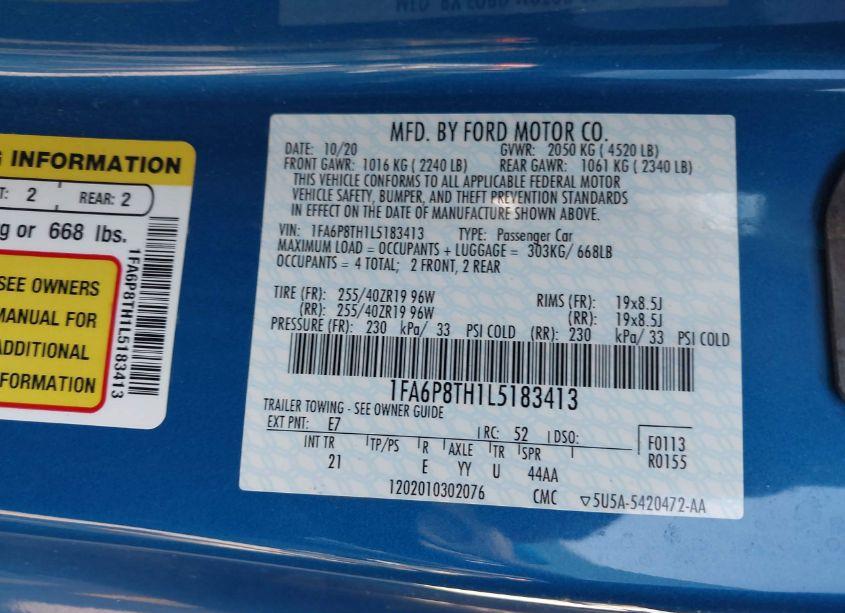 G INFORMATION
T: 2 REAR: 2
g or 668 lbs.
SEE OWNERS
MANUAL FOR
ADDITIONAL
INFORMATION
1FA6P8TH1L5183413
MFD. BY FORD MOTOR CO.
DATE: 10/20 GVWR: 2050 KG ( 4520 LB)
FRONT GAWR: 1016 KG ( 2240 LB) REAR GAWR: 1061 KG ( 2340 LB)
THIS VEHICLE CONFORMS TO ALL APPLICABLE FEDERAL MOTOR
VEHICLE SAFETY, BUMPER, AND THEFT PREVENTION STANDARDS
IN EFFECT ON THE DATE OF MANUFACTURE SHOWN ABOVE.
VIN: 1FA6P8TH1L5183413 TYPE: Passenger Car
MAXIMUM LOAD = OCCUPANTS + LUGGAGE = 303KG/ 668LB
OCCUPANTS = 4 TOTAL; 2 FRONT, 2 REAR
TIRE (FR): 255/40ZR19 96W RIMS (FR): 19x8.5J
(RR): 255/40ZR19 96W (RR): 19x8.5J
PRESSURE (FR): 230 kPa/ 33 PSI COLD (RR): 230 kPa/ 33 PSI COLD
1FA6P8TH1L5183413
TRAILER TOWING - SEE OWNER GUIDE
EXT PNT: E7 RC: 52 DSO: F0113
INT TR TP/PS R AXLE TR SPR R0155
21 E YY U 44AA
1202010302076 CMC 5U5A-5420472-AA